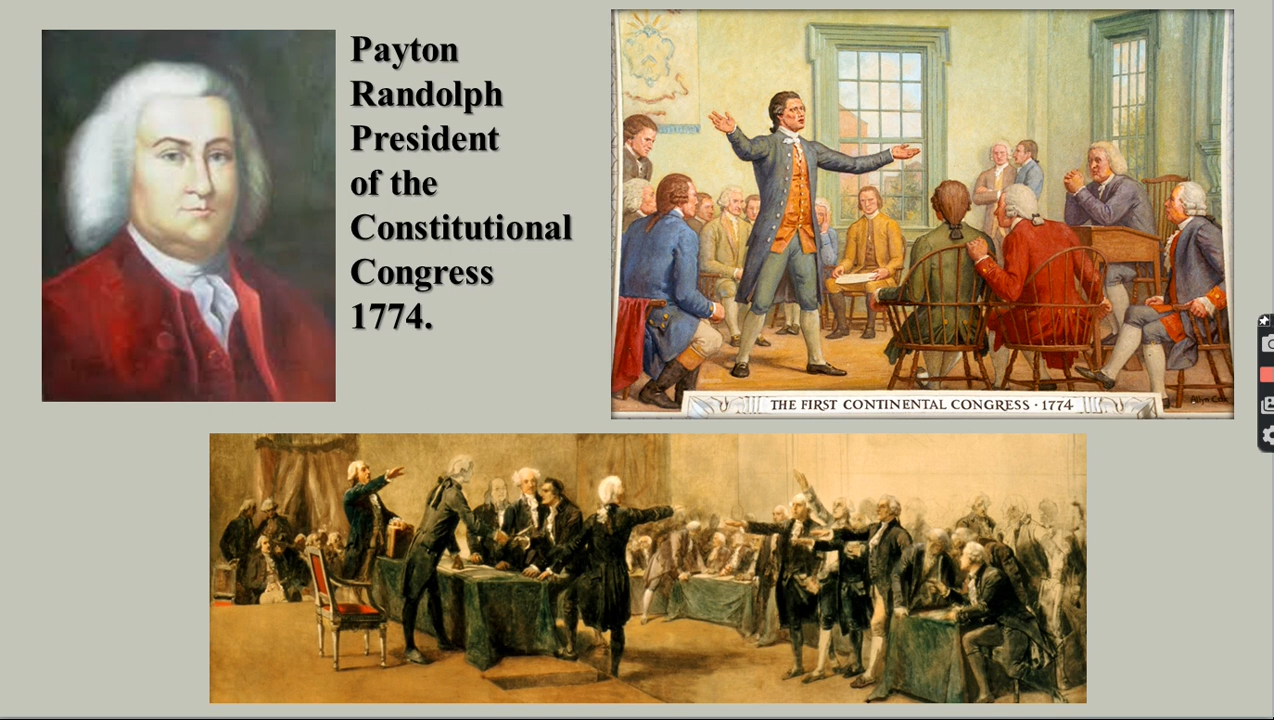 Payton
Randolph
President
of the
Constitutional
Congress
1774.
THE FIRST CONTINENTAL CONGRESS · 1774